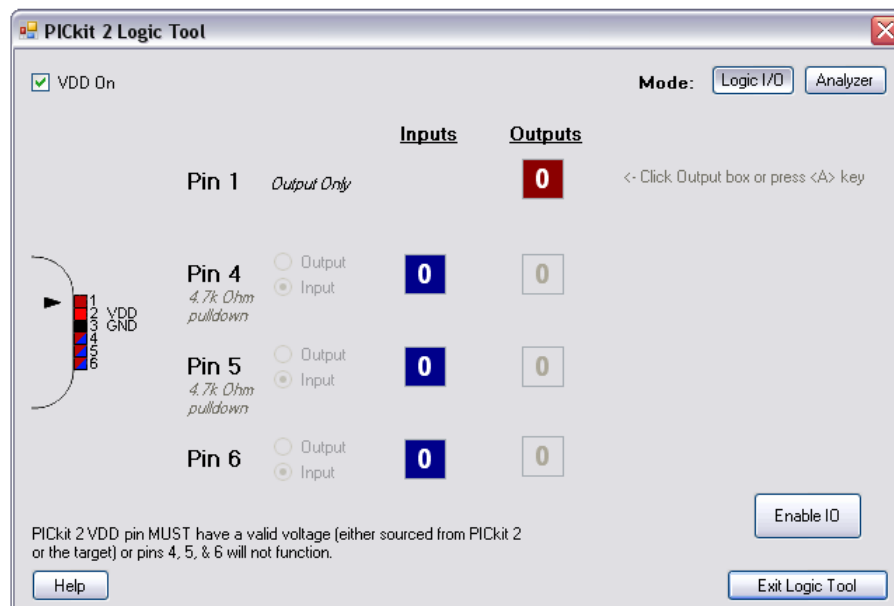 PICkit 2 Logic Tool
VDD On
Mode: Logic I/O Analyzer
Inputs Outputs
Pin 1 Output Only 0 <- Click Output box or press <A> key
Pin 4
4.7k Ohm
pulldown
Output
Input
0 0
1
2 VDD
3 GND
4
5
6
Pin 5
4.7k Ohm
pulldown
Output
Input
0 0
Pin 6
Output
Input
0 0
Enable IO
PICkit 2 VDD pin MUST have a valid voltage (either sourced from PICkit 2
or the target) or pins 4, 5, & 6 will not function.
Help Exit Logic Tool